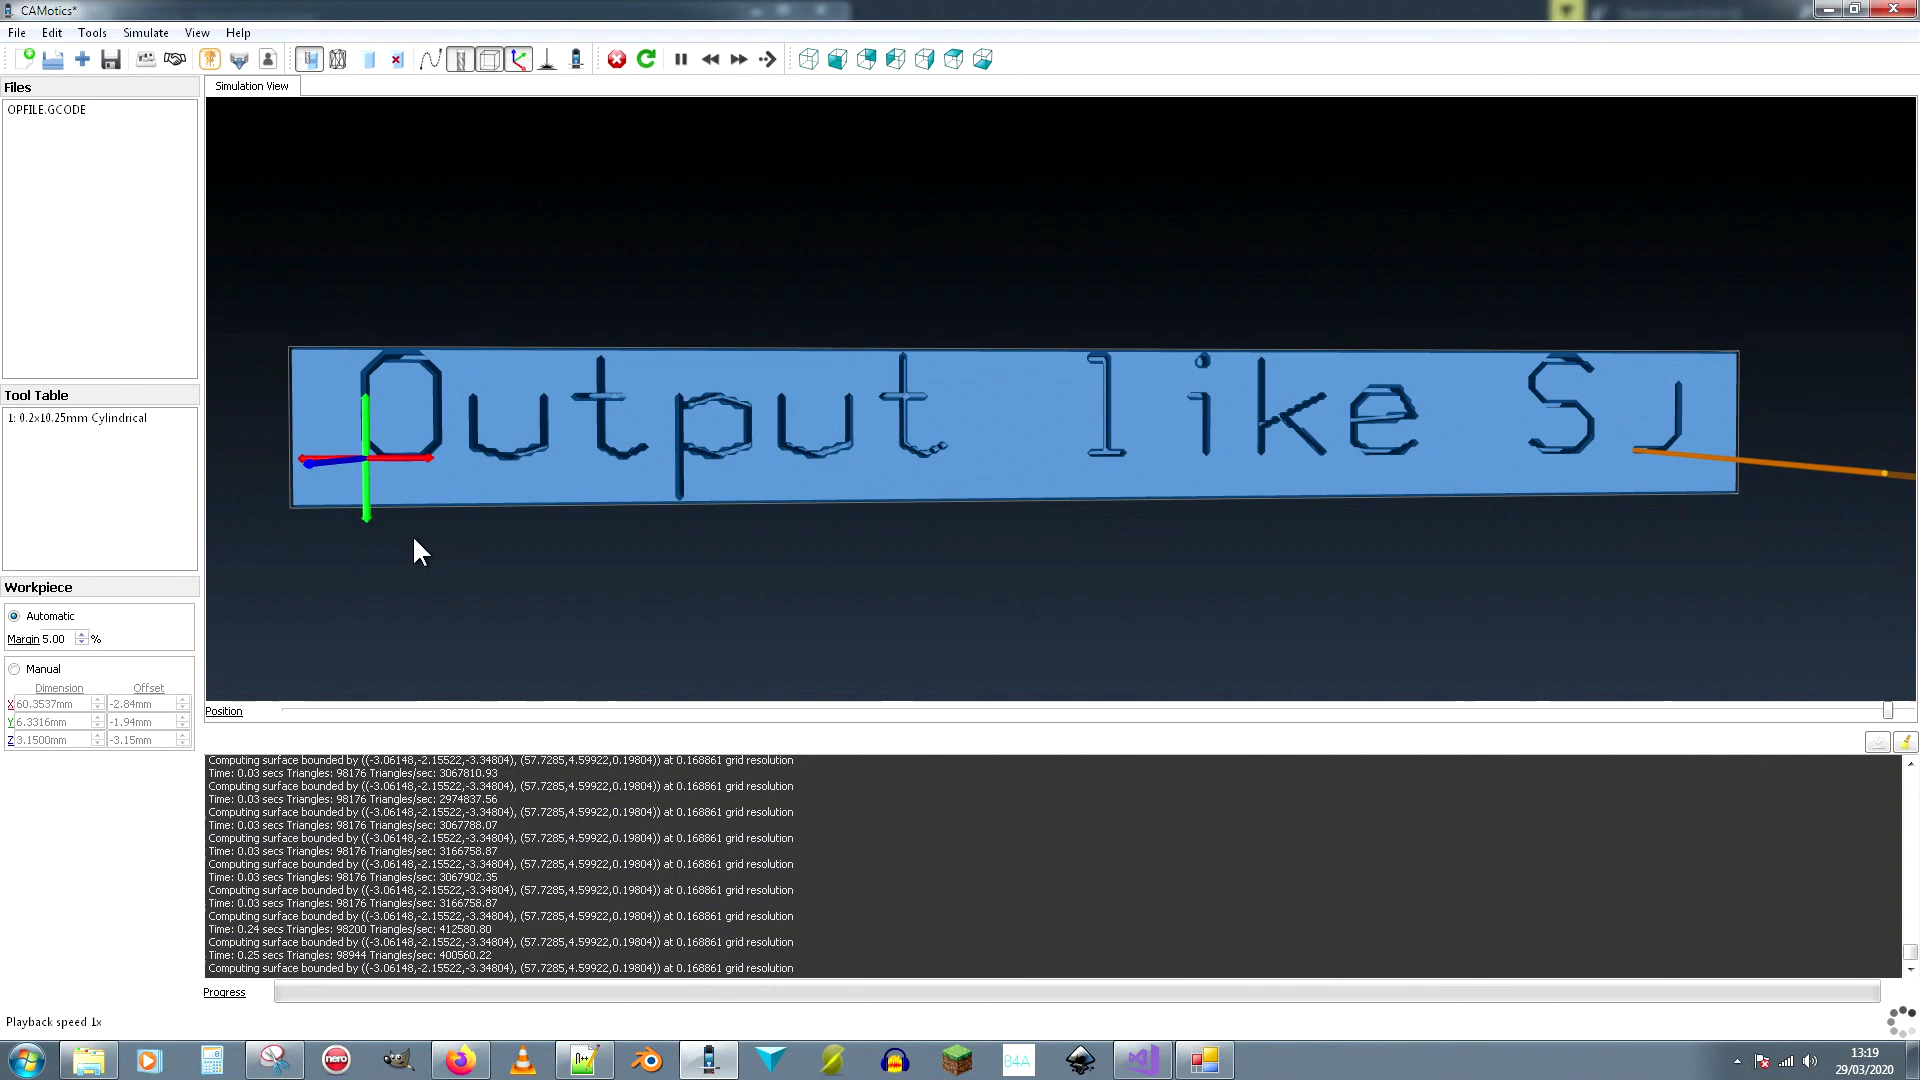 CAMotics*
File Edit Tools Simulate View Help
Files
OPFILE.GCODE
Tool Table
1: 0.2x10.25mm Cylindrical
Workpiece
Automatic
Margin 5.00 %
Manual
Dimension Offset
X 60.3537mm -2.84mm
Y 6.3316mm -1.94mm
Z 3.1500mm -3.15mm
Simulation View
Output like S
Position
Computing surface bounded by ((-3.06148,-2.15522,-3.34804), (57.7285,4.59922,0.19804)) at 0.168861 grid resolution
Time: 0.03 secs Triangles: 98176 Triangles/sec: 3067810.93
Computing surface bounded by ((-3.06148,-2.15522,-3.34804), (57.7285,4.59922,0.19804)) at 0.168861 grid resolution
Time: 0.03 secs Triangles: 98176 Triangles/sec: 2974837.56
Computing surface bounded by ((-3.06148,-2.15522,-3.34804), (57.7285,4.59922,0.19804)) at 0.168861 grid resolution
Time: 0.03 secs Triangles: 98176 Triangles/sec: 3067788.07
Computing surface bounded by ((-3.06148,-2.15522,-3.34804), (57.7285,4.59922,0.19804)) at 0.168861 grid resolution
Time: 0.03 secs Triangles: 98176 Triangles/sec: 3166758.87
Computing surface bounded by ((-3.06148,-2.15522,-3.34804), (57.7285,4.59922,0.19804)) at 0.168861 grid resolution
Time: 0.03 secs Triangles: 98176 Triangles/sec: 3067902.35
Computing surface bounded by ((-3.06148,-2.15522,-3.34804), (57.7285,4.59922,0.19804)) at 0.168861 grid resolution
Time: 0.03 secs Triangles: 98176 Triangles/sec: 3166758.87
Computing surface bounded by ((-3.06148,-2.15522,-3.34804), (57.7285,4.59922,0.19804)) at 0.168861 grid resolution
Time: 0.24 secs Triangles: 98200 Triangles/sec: 412580.80
Computing surface bounded by ((-3.06148,-2.15522,-3.34804), (57.7285,4.59922,0.19804)) at 0.168861 grid resolution
Time: 0.25 secs Triangles: 98944 Triangles/sec: 400560.22
Computing surface bounded by ((-3.06148,-2.15522,-3.34804), (57.7285,4.59922,0.19804)) at 0.168861 grid resolution
Progress
Playback speed 1x
nero
B4A
13:19
29/03/2020